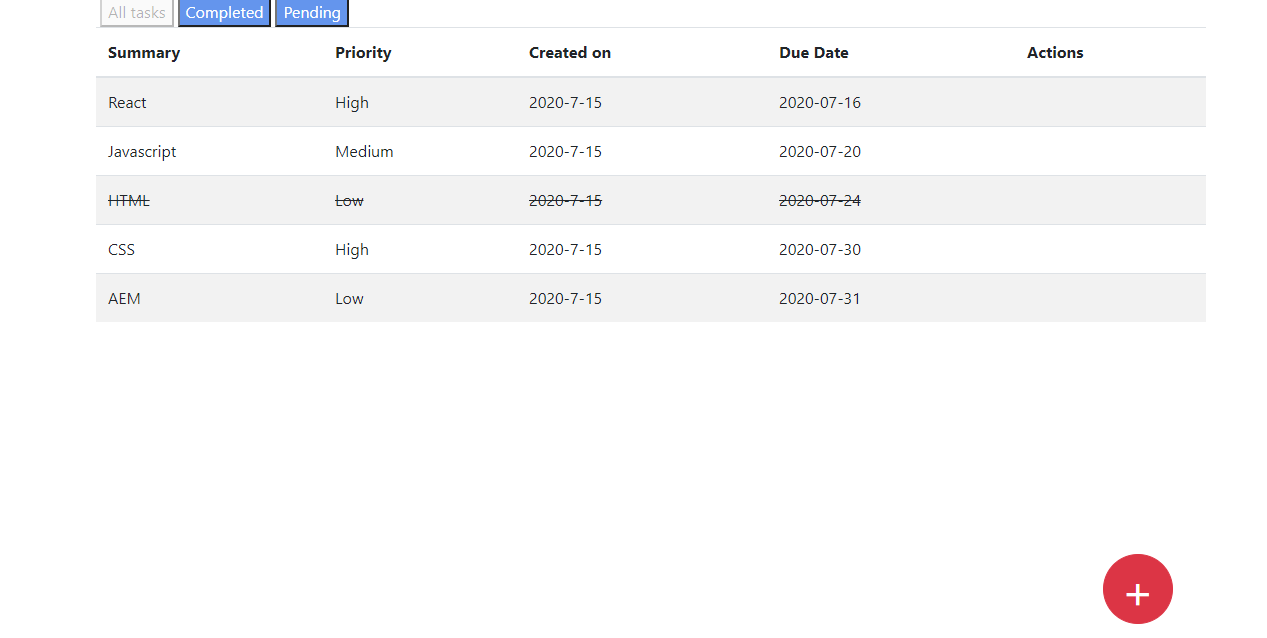 All tasks Completed Pending
Summary Priority Created on Due Date Actions
React High 2020-7-15 2020-07-16
Javascript Medium 2020-7-15 2020-07-20
HTML Low 2020-7-15 2020-07-24
CSS High 2020-7-15 2020-07-30
AEM Low 2020-7-15 2020-07-31
+